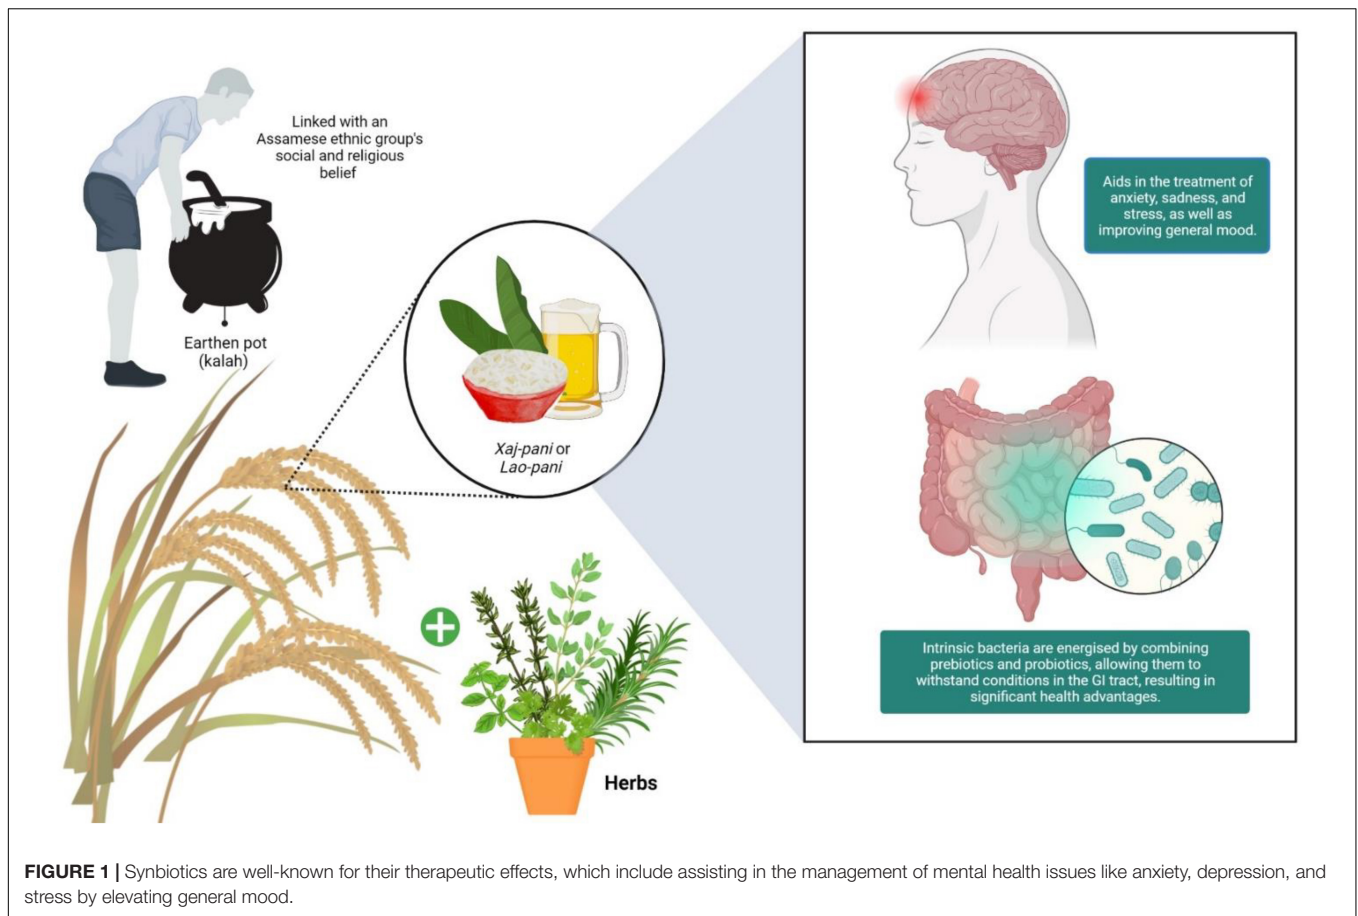 Linked with an
Assamese ethnic group's
social and religious
belief
Earthen pot
(kalah)
Xaj-pani or
Lao-pani
Herbs
Aids in the treatment of
anxiety, sadness, and
stress, as well as
improving general mood.
Intrinsic bacteria are energised by combining
prebiotics and probiotics, allowing them to
withstand conditions in the GI tract, resulting in
significant health advantages.
FIGURE 1 | Synbiotics are well-known for their therapeutic effects, which include assisting in the management of mental health issues like anxiety, depression, and
stress by elevating general mood.